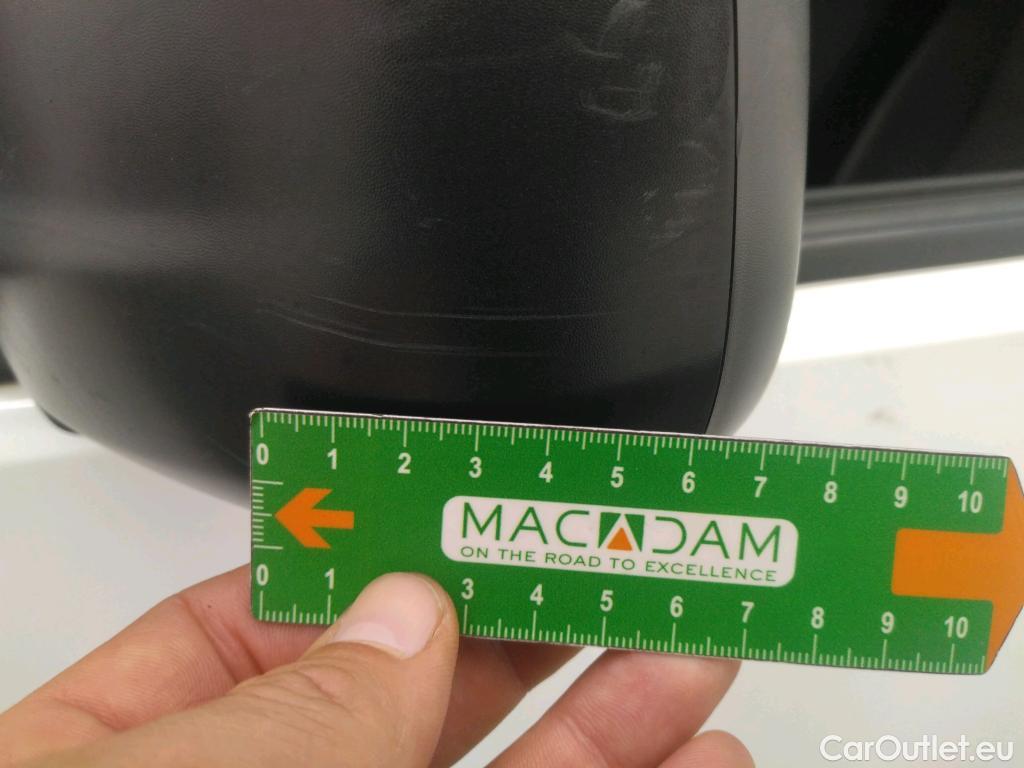 0 1 2 3 4 5 6 7 8 9 10
MACADAM
ON THE ROAD TO EXCELLENCE
0 1 3 4 5 6 7 8 9 10
CarOutlet.eu